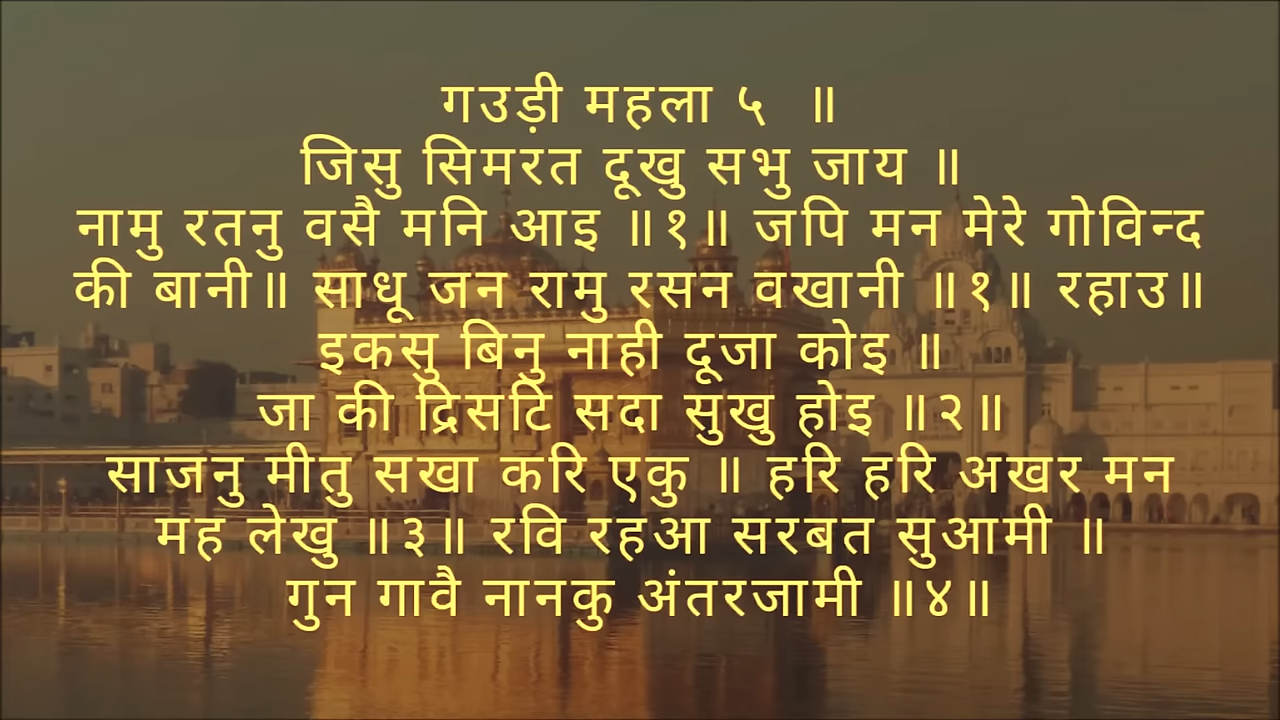 गउड़ी महला ५ ॥
जिसु सिमरत दूखु सभु जाय ॥
नामु रतनु वसै मनि आइ ॥१॥ जपि मन मेरे गोविन्द
की बानी॥ साधू जन रामु रसन वखानी ॥१॥ रहाउ॥
इकसु बिनु नाही दूजा कोइ ॥
जा की द्रिसटि सदा सुखु होइ ॥२॥
साजनु मीतु सखा करि एकु ॥ हरि हरि अखर मन
मह लेखु ॥३॥ रवि रहआ सरबत सुआमी ॥
गुन गावै नानकु अंतरजामी ॥४॥